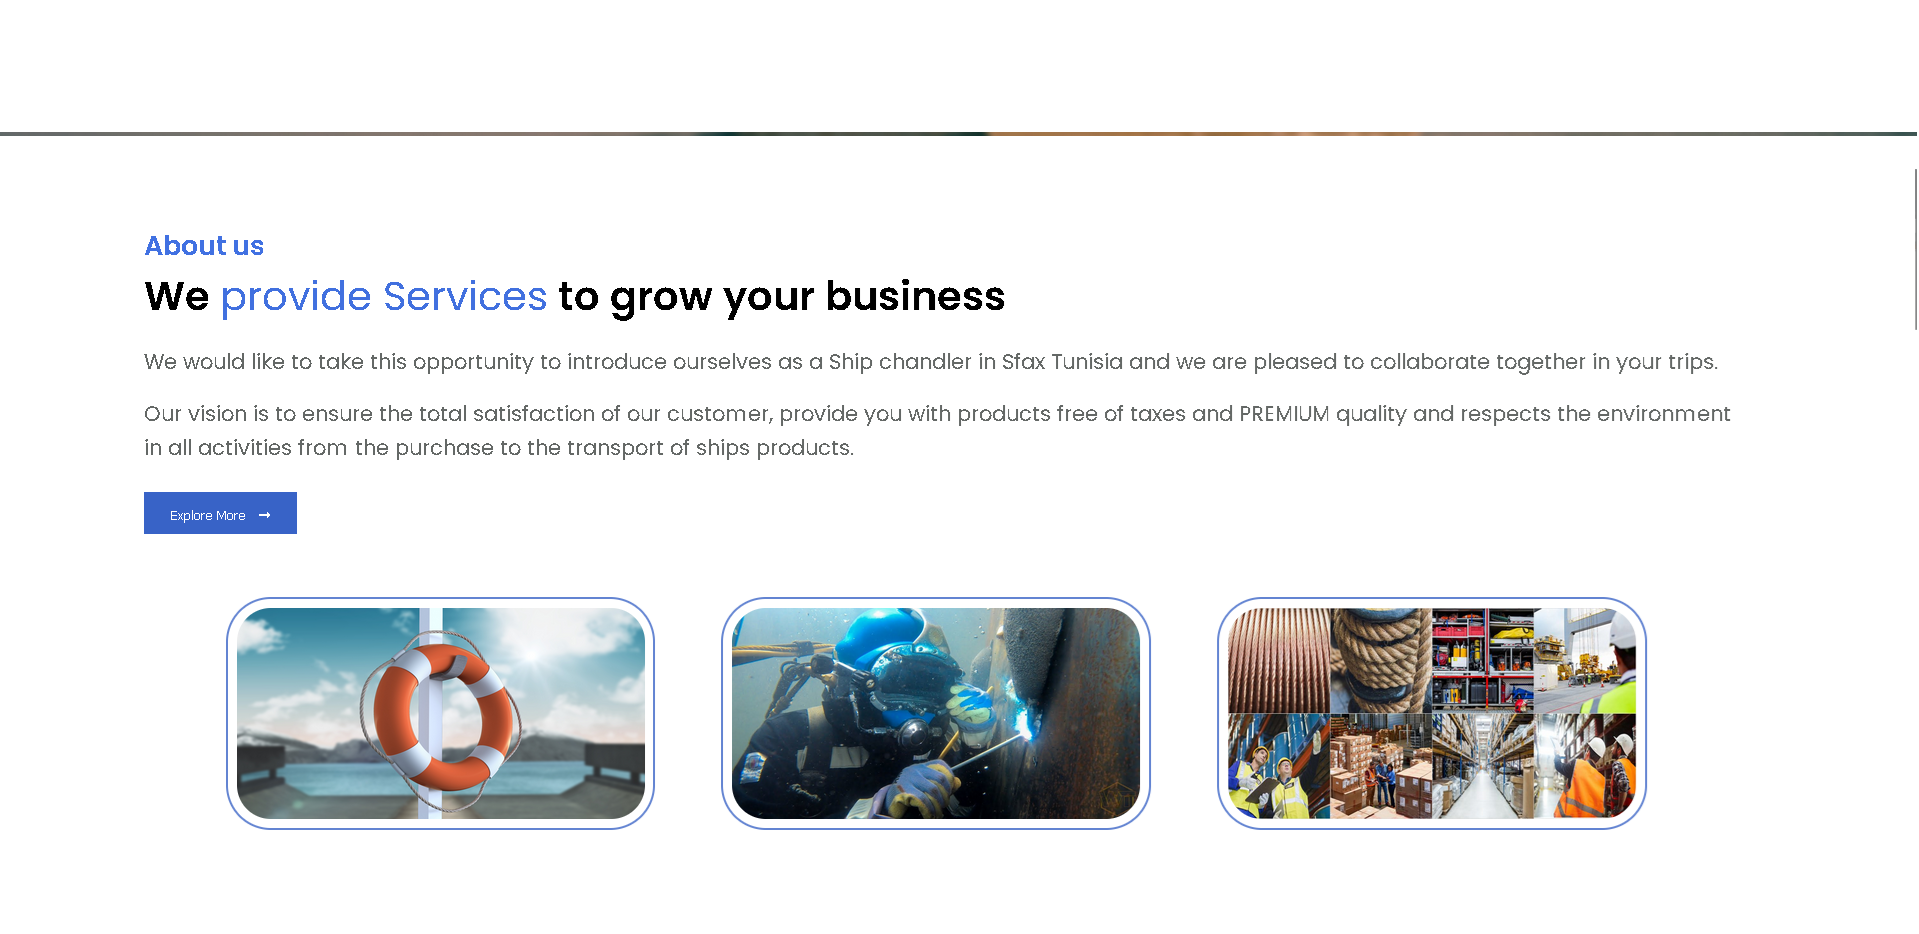 About us
We provide Services to grow your business
We would like to take this opportunity to introduce ourselves as a Ship chandler in Sfax Tunisia and we are pleased to collaborate together in your trips.
Our vision is to ensure the total satisfaction of our customer, provide you with products free of taxes and PREMIUM quality and respects the environment
in all activities from the purchase to the transport of ships products.
Explore More